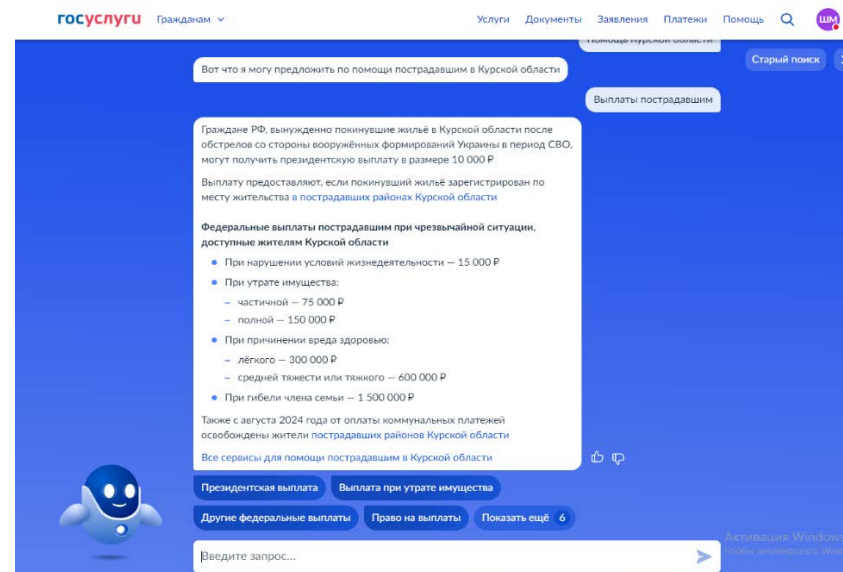 госуслуги Гражданам Услуги Документы Заявления Платежи Помощь ШМ
Помощь Курской области
Старый поиск
Вот что я могу предложить по помощи пострадавшим в Курской области
Выплаты пострадавшим
Граждане РФ, вынужденно покинувшие жильё в Курской области после
обстрелов со стороны вооружённых формирований Украины в период СВО,
могут получить президентскую выплату в размере 10 000 ₽
Выплату предоставляют, если покинувший жильё зарегистрирован по
месту жительства в пострадавших районах Курской области
Федеральные выплаты пострадавшим при чрезвычайной ситуации,
доступные жителям Курской области
• При нарушении условий жизнедеятельности — 15 000 ₽
• При утрате имущества:
– частичной — 75 000 ₽
– полной — 150 000 ₽
• При причинении вреда здоровью:
– лёгкого — 300 000 ₽
– средней тяжести или тяжкого — 600 000 ₽
• При гибели члена семьи — 1 500 000 ₽
Также с августа 2024 года от оплаты коммунальных платежей
освобождены жители пострадавших районов Курской области
Все сервисы для помощи пострадавшим в Курской области
Президентская выплата Выплата при утрате имущества
Другие федеральные выплаты Право на выплаты Показать ещё 6
Активация Windows
Чтобы активировать Win
Введите запрос...